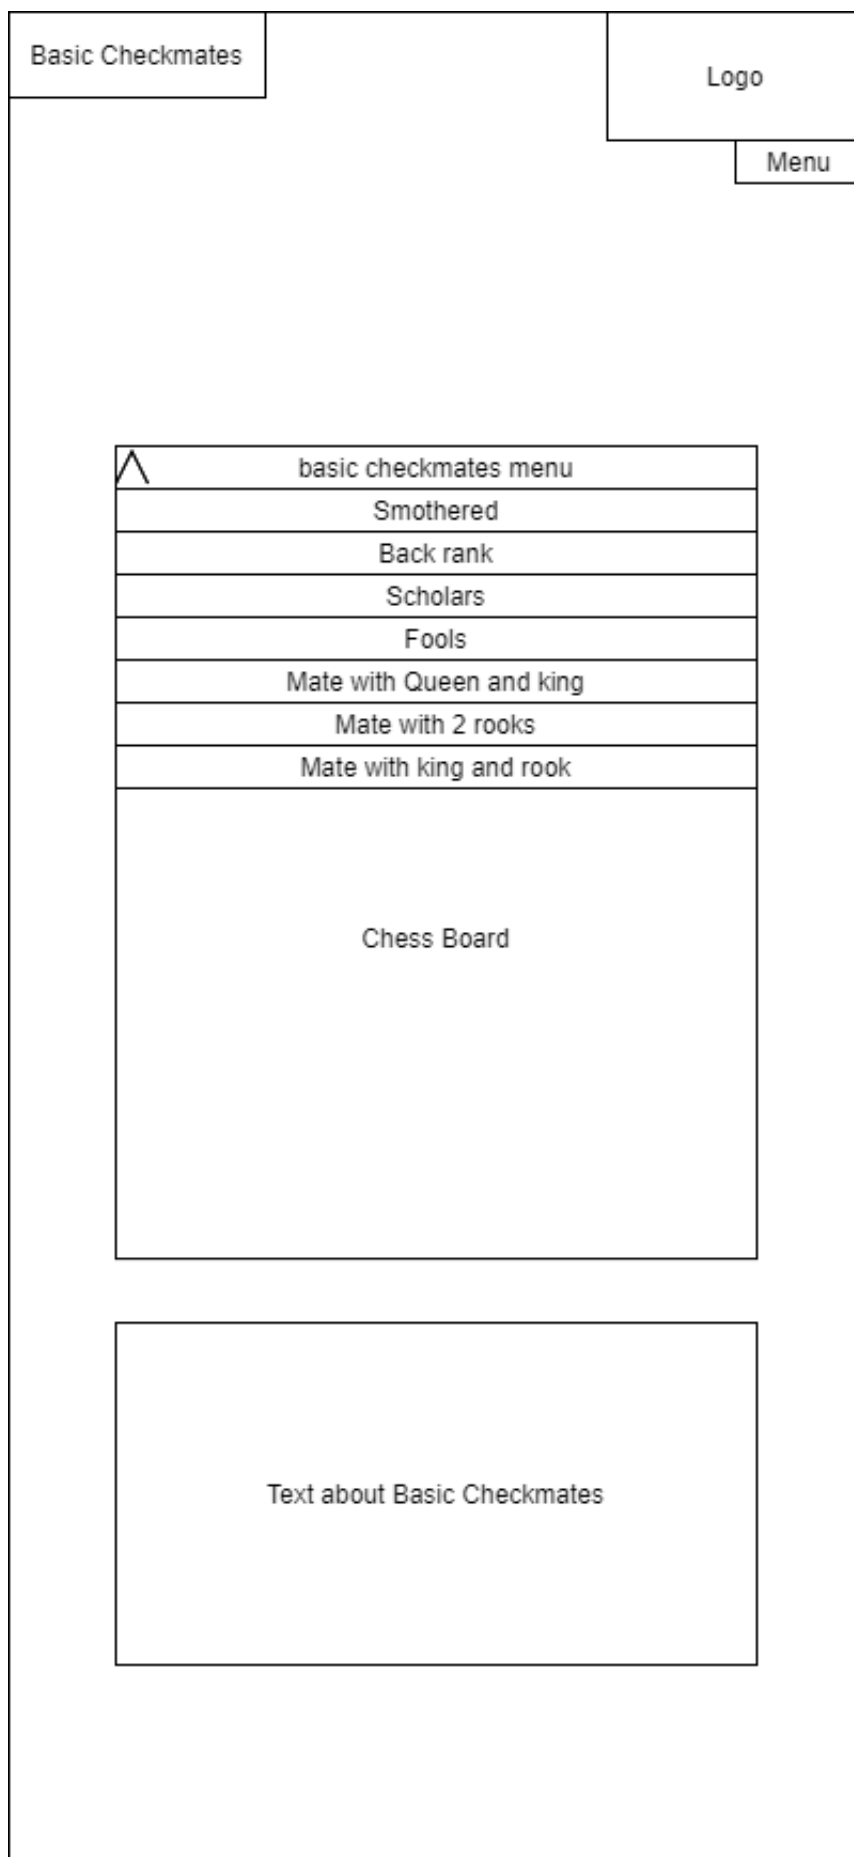 Basic Checkmates
Logo
Menu
basic checkmates menu
Smothered
Back rank
Scholars
Fools
Mate with Queen and king
Mate with 2 rooks
Mate with king and rook
Chess Board
Text about Basic Checkmates